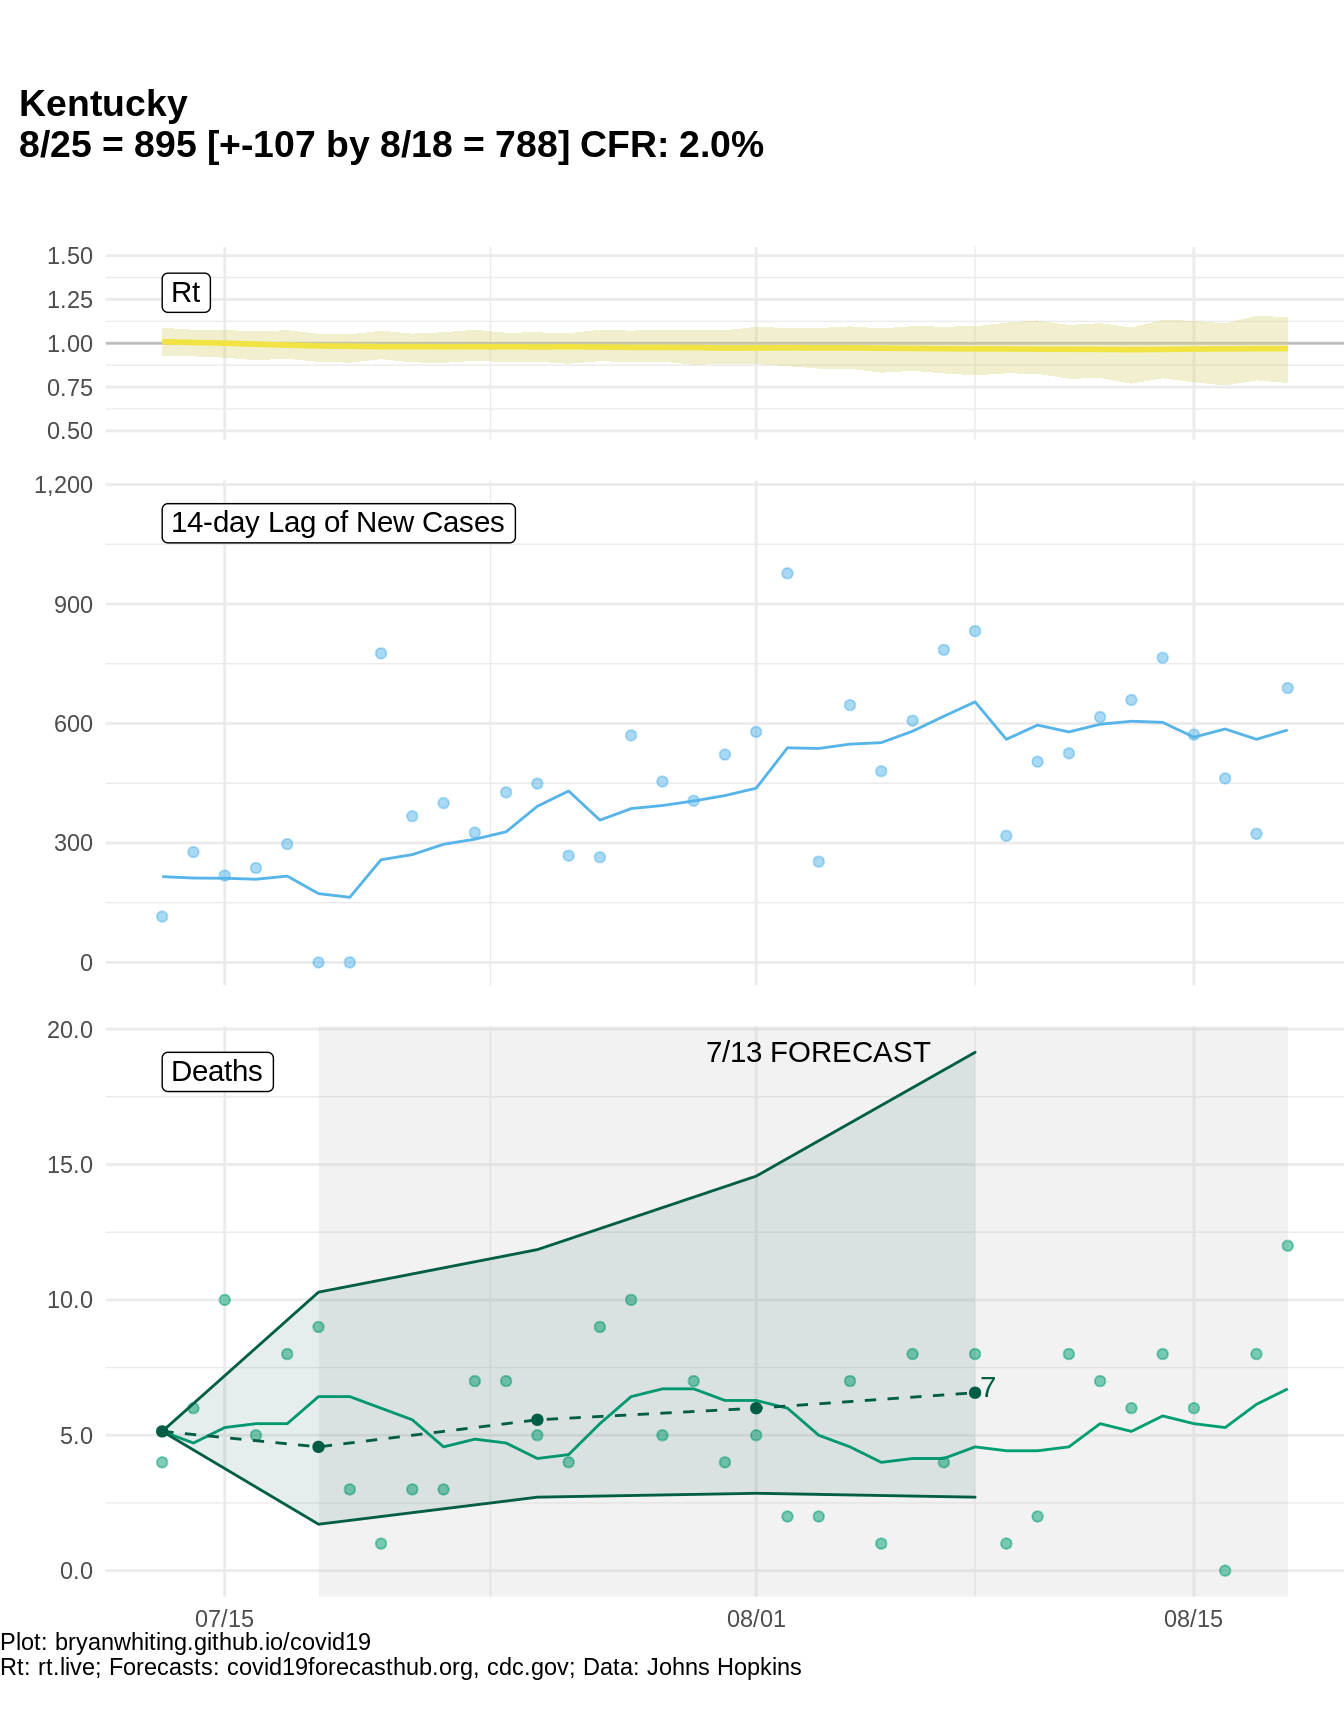 Kentucky
8/25 = 895 [+-107 by 8/18 = 788] CFR: 2.0%
1.50
Rt
1.25
1.00
0.75
0.50
1,200
14-day Lag of New Cases
900
600
300
0
20.0
7/13 FORECAST
Deaths
15.0
10.0
7
5.0
0.0
07/15 08/01 08/15
Plot: bryanwhiting.github.io/covid19
Rt: rt.live; Forecasts: covid19forecasthub.org, cdc.gov; Data: Johns Hopkins